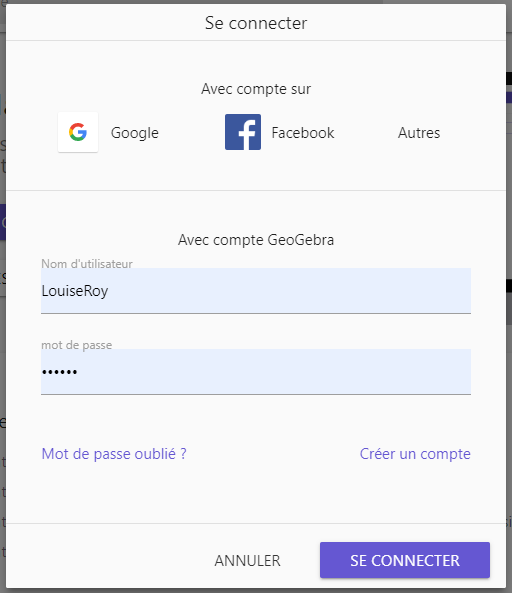 Se connecter
Avec compte sur
Google Facebook Autres
Avec compte GeoGebra
Nom d'utilisateur
LouiseRoy
mot de passe
••••••
Mot de passe oublié ? Créer un compte
ANNULER SE CONNECTER